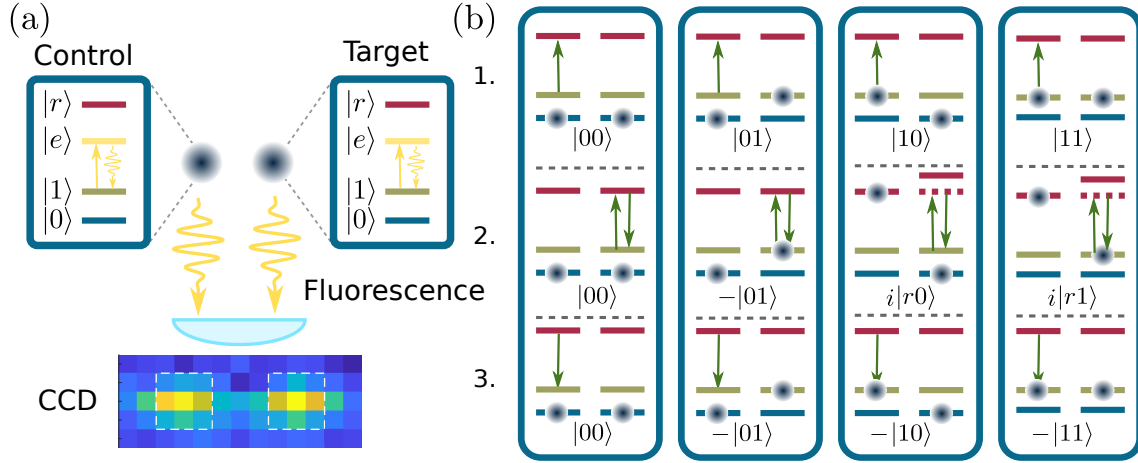 (a)
Control
Target
|r⟩
|e⟩
|1⟩
|0⟩
|r⟩
|e⟩
|1⟩
|0⟩
Fluorescence
CCD
(b)
1.
|00⟩
|01⟩
|10⟩
|11⟩
2.
|00⟩
−|01⟩
i|r0⟩
i|r1⟩
3.
|00⟩
−|01⟩
−|10⟩
−|11⟩